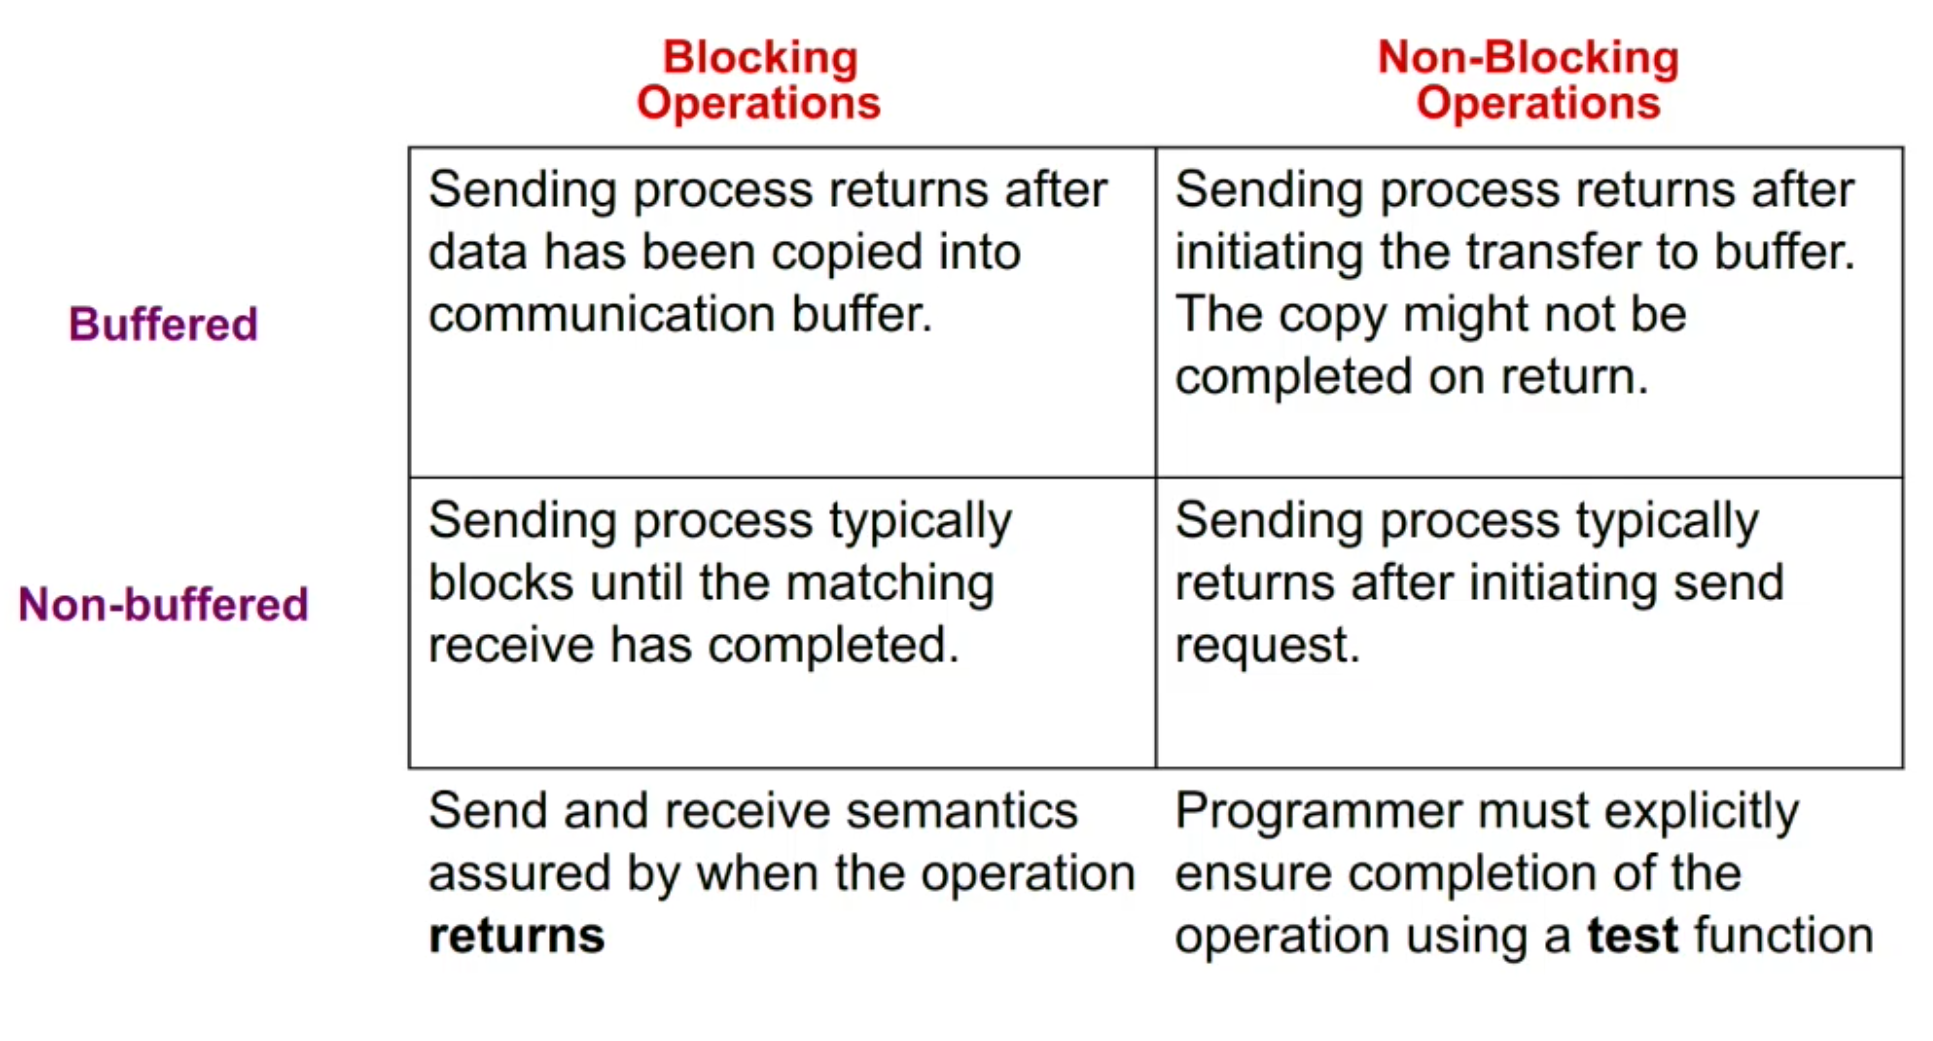 Blocking
Operations
Non-Blocking
Operations
Buffered
Sending process returns after
data has been copied into
communication buffer.
Sending process returns after
initiating the transfer to buffer.
The copy might not be
completed on return.
Non-buffered
Sending process typically
blocks until the matching
receive has completed.
Sending process typically
returns after initiating send
request.
Send and receive semantics
assured by when the operation
returns
Programmer must explicitly
ensure completion of the
operation using a test function